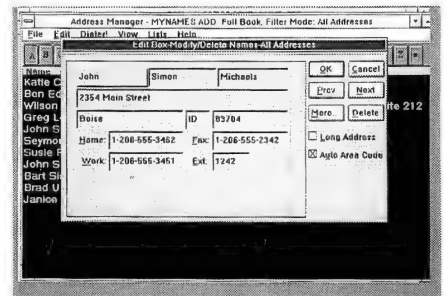 Address Manager - MYNAMES.ADD Full Book, Filter Mode: All Addresses
File Edit Dialer! View Lists Help
Edit Box-Modify/Delete Names-All Addresses
A B
Name
Katie C
Ben Ed
Wilson
Greg L
John S
Seymou
Susie F
John S
Bart Si
Brad U
Janice
ite 212
John Simon Michaels
2354 Main Street
Boise ID 83704
Home: 1-206-555-3462 Fax: 1-206-555-2342
Work: 1-206-555-3451 Ext: 1242
OK Cancel
Prev Next
More.. Delete
Long Address
Auto Area Code